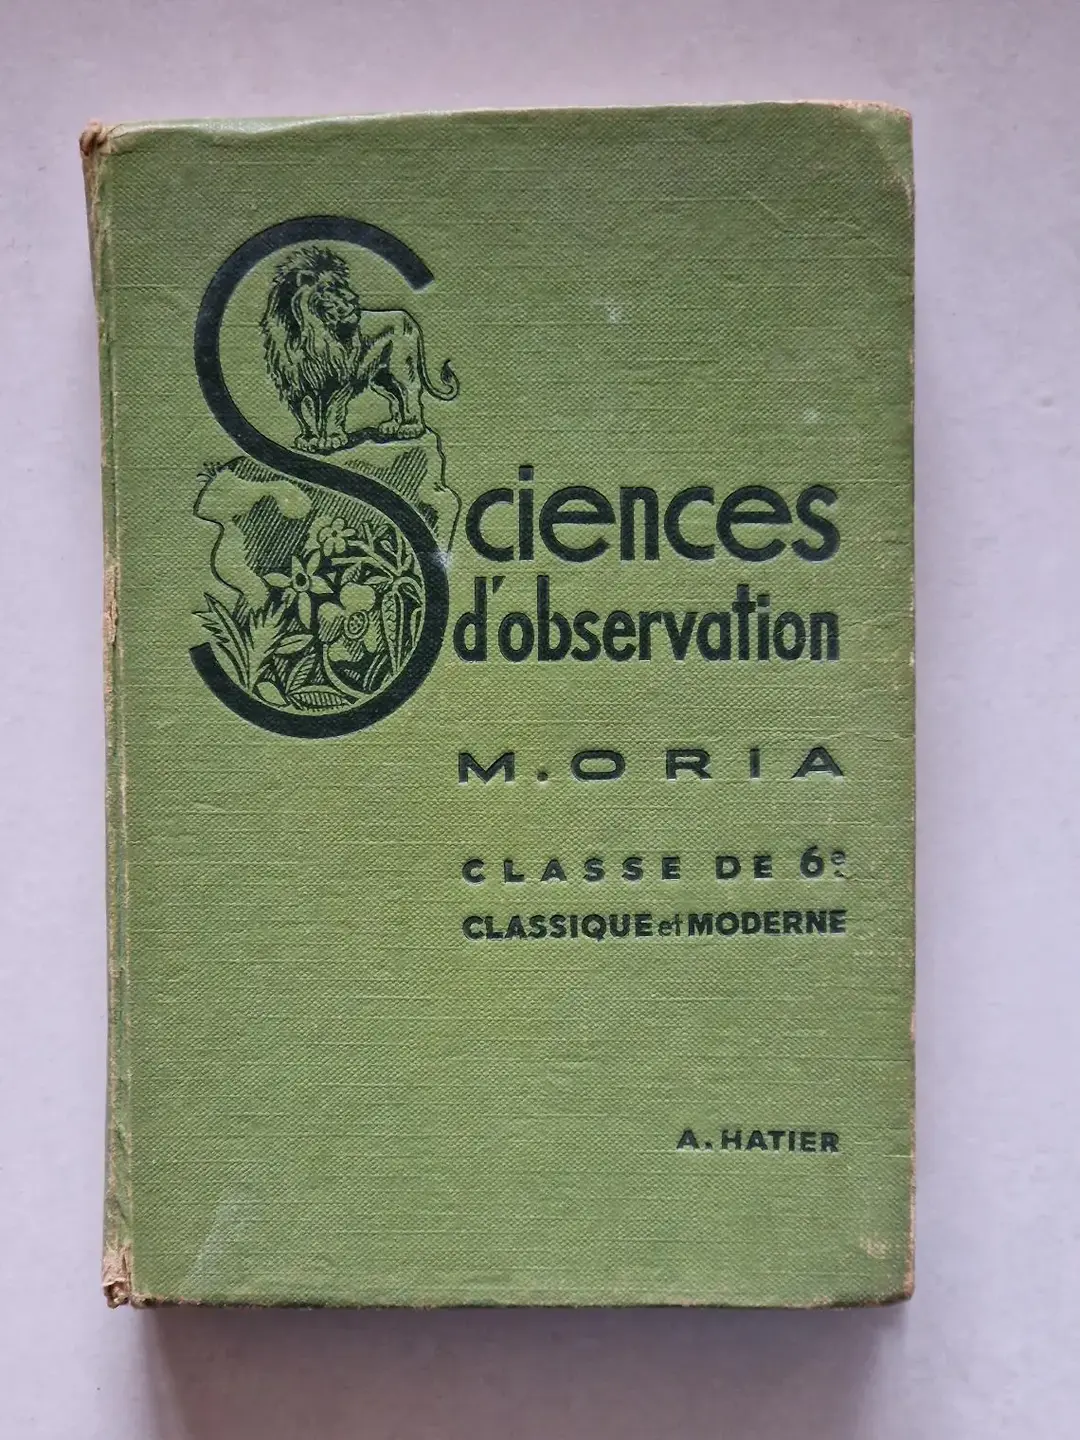 Sciences
d'observation
M. ORIA
CLASSE DE 6e
CLASSIQUE et MODERNE
A. HATIER